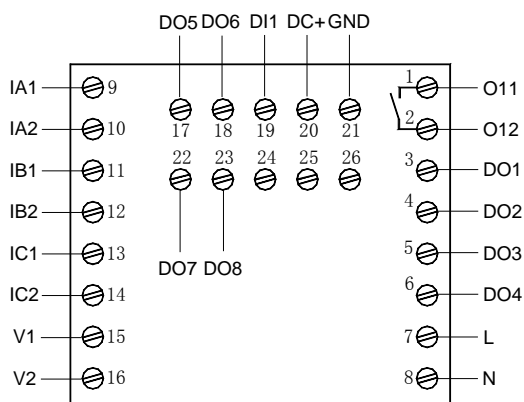 DO5 DO6 DI1 DC+ GND
IA1 9 1 O11
IA2 10 17 18 19 20 21 2 O12
IB1 11 22 23 24 25 26 3 DO1
IB2 12 4 DO2
IC1 13 DO7 DO8 5 DO3
IC2 14 6 DO4
V1 15 7 L
V2 16 8 N